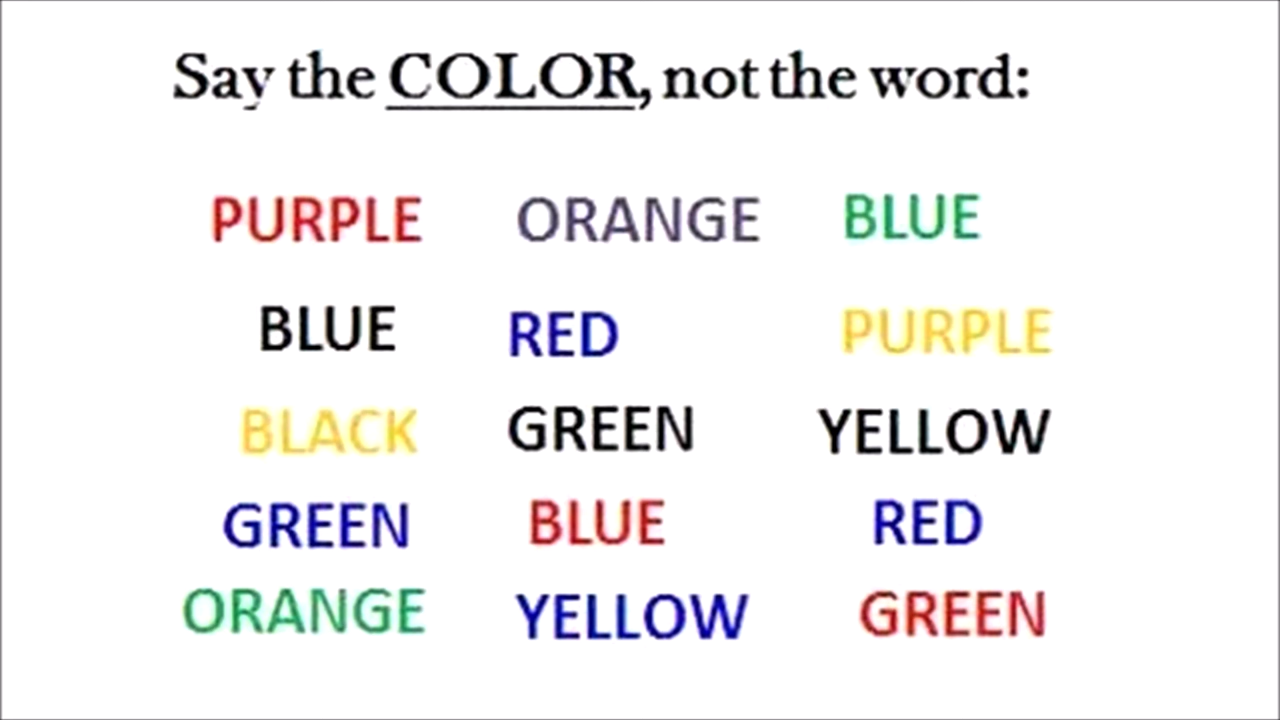 Say the COLOR, not the word:
PURPLE ORANGE BLUE
BLUE RED PURPLE
BLACK GREEN YELLOW
GREEN BLUE RED
ORANGE YELLOW GREEN